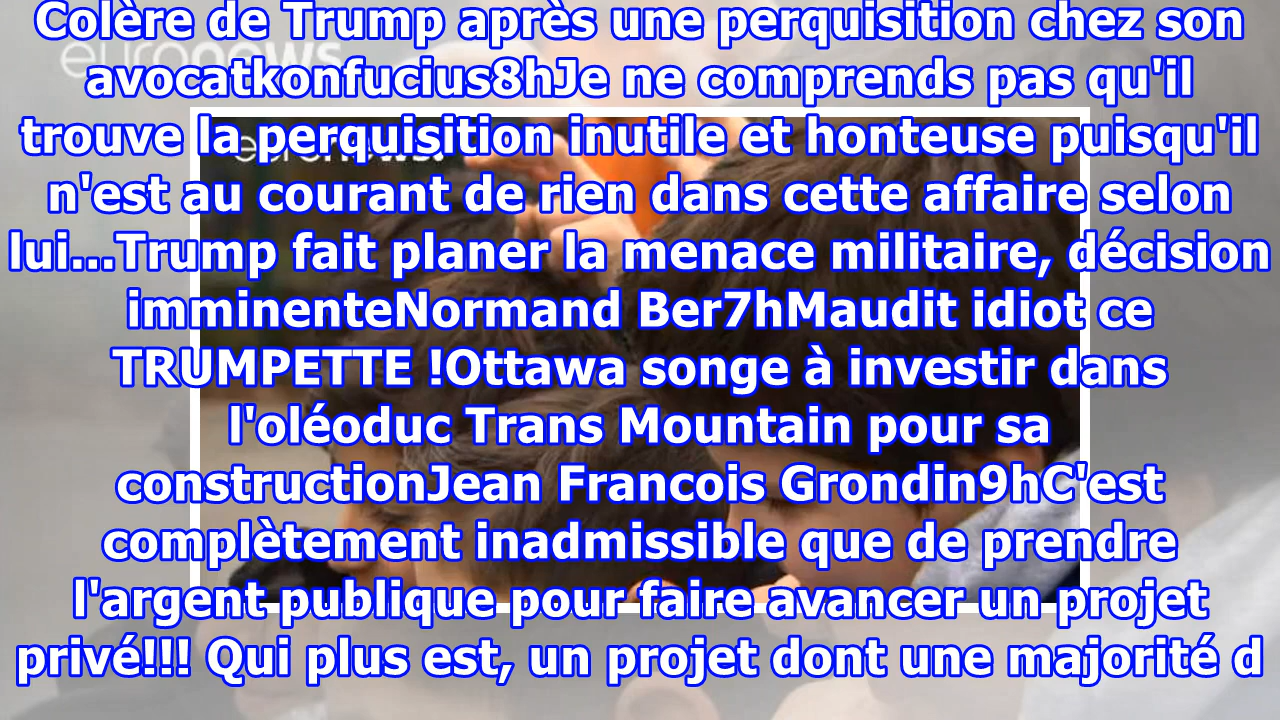 Colère de Trump après une perquisition chez son
euronews.
avocatkonfucius8hJe ne comprends pas qu'il
trouve la perquisition inutile et honteuse puisqu'il
euronews.
n'est au courant de rien dans cette affaire selon
lui...Trump fait planer la menace militaire, décision
imminenteNormand Ber7hMaudit idiot ce
TRUMPETTE !Ottawa songe à investir dans
l'oléoduc Trans Mountain pour sa
constructionJean Francois Grondin9hC'est
complètement inadmissible que de prendre
l'argent publique pour faire avancer un projet
privé!!! Qui plus est, un projet dont une majorité d